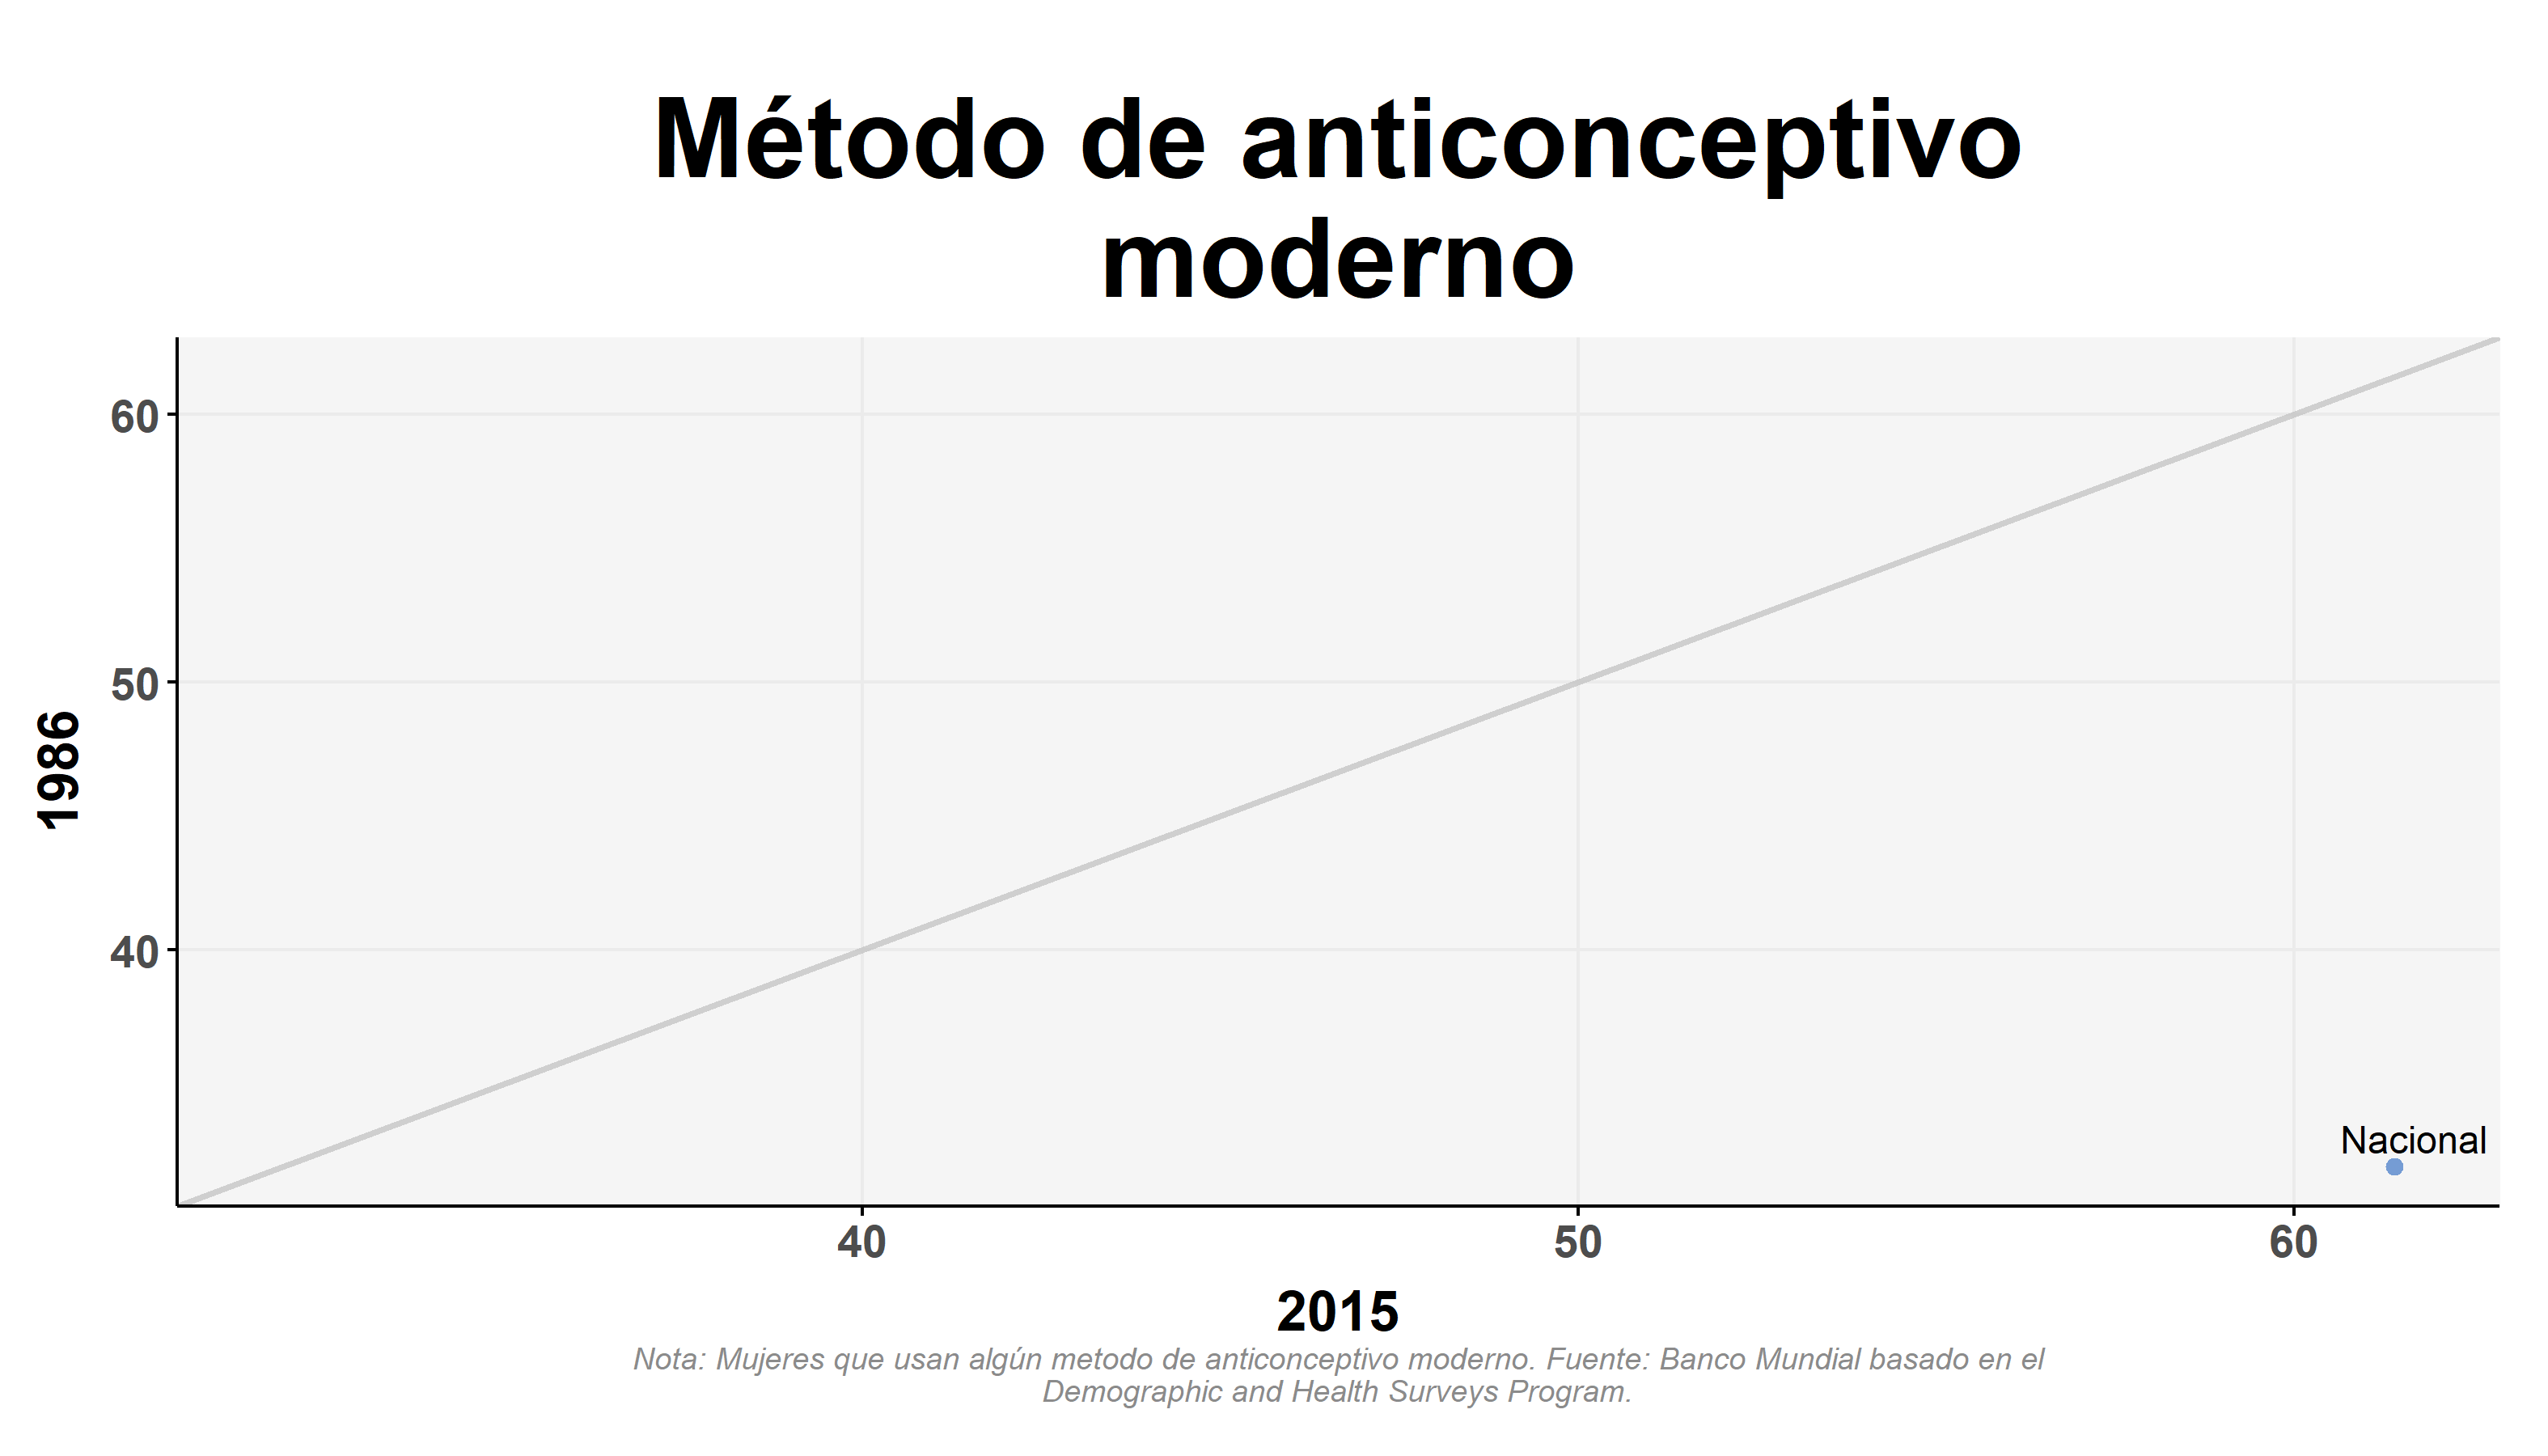 Método de anticonceptivo
moderno
60
50
40
1986
Nacional
40
50
60
2015
Nota: Mujeres que usan algún metodo de anticonceptivo moderno. Fuente: Banco Mundial basado en el
Demographic and Health Surveys Program.